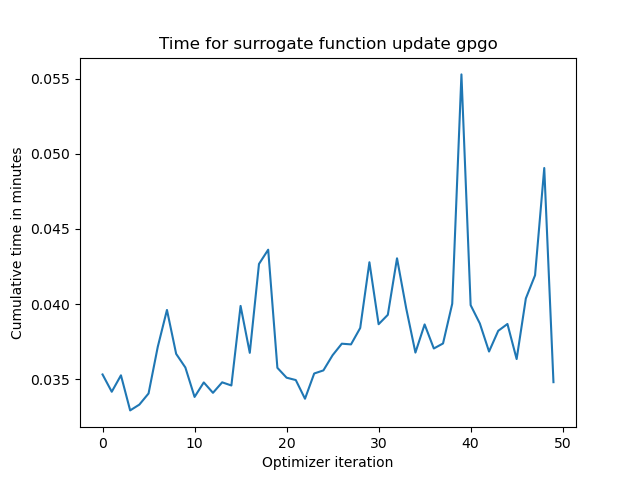 Time for surrogate function update gpgo
0.055
0.050
0.045
0.040
0.035
Cumulative time in minutes
0 10 20 30 40 50
Optimizer iteration